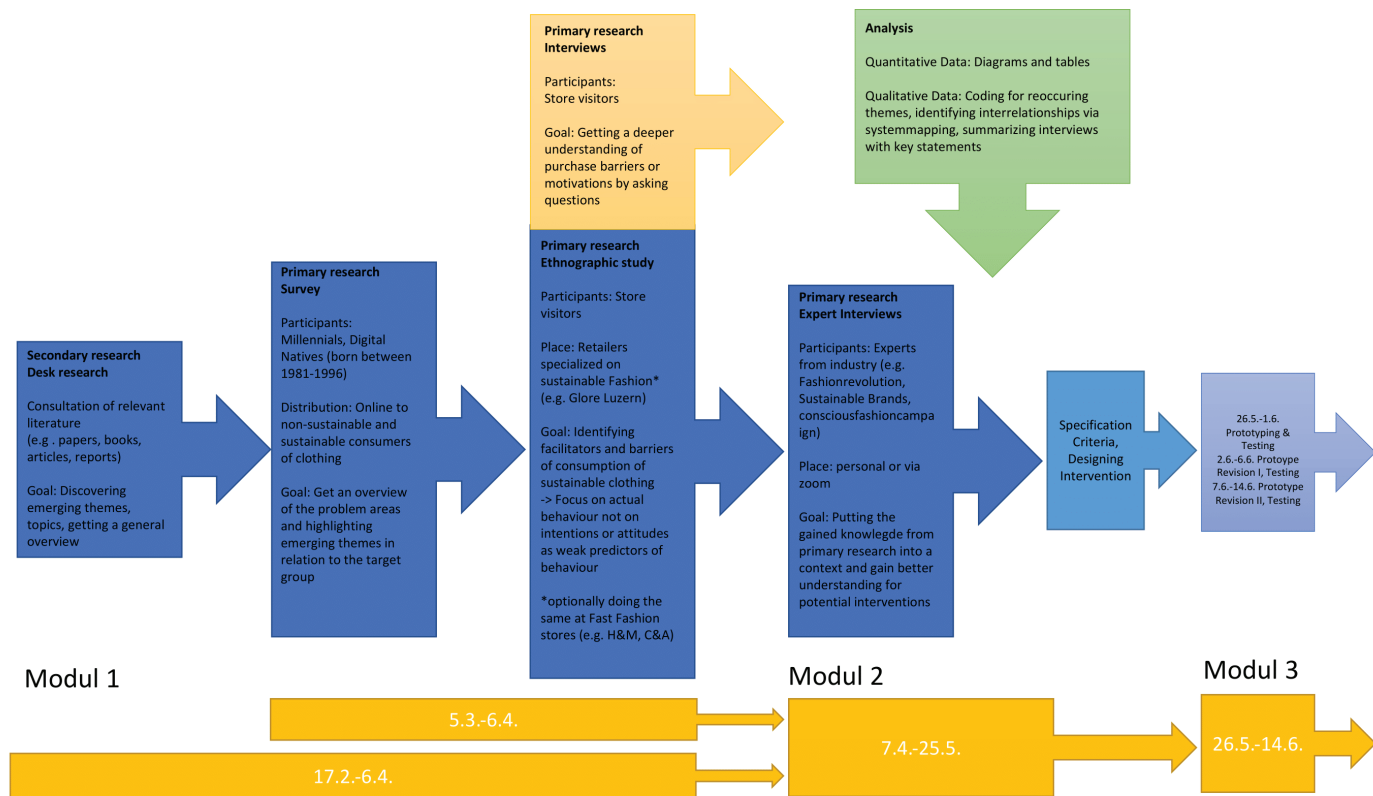 Secondary research
Desk research
Consultation of relevant
literature
(e.g . papers, books,
articles, reports)
Goal: Discovering
emerging themes,
topics, getting a general
overview
Primary research
Survey
Participants:
Millennials, Digital
Natives (born between
1981-1996)
Distribution: Online to
non-sustainable and
sustainable consumers
of clothing
Goal: Get an overview
of the problem areas
and highlighting
emerging themes in
relation to the target
group
Primary research
Interviews
Participants:
Store visitors
Goal: Getting a deeper
understanding of
purchase barriers or
motivations by asking
questions
Primary research
Ethnographic study
Participants: Store
visitors
Place: Retailers
specialized on
sustainable Fashion*
(e.g. Glore Luzern)
Goal: Identifying
facilitators and barriers
of consumption of
sustainable clothing
-> Focus on actual
behaviour not on
intentions or attitudes
as weak predictors of
behaviour
*optionally doing the
same at Fast Fashion
stores (e.g. H&M, C&A)
Analysis
Quantitative Data: Diagrams and tables
Qualitative Data: Coding for reoccuring
themes, identifing interrelationships via
systemmapping, summarizing interviews
with key statements
Primary research
Expert Interviews
Participants: Experts
from industry (e.g.
Fashionrevolution,
Sustainable Brands,
consciousfashioncampa
ign)
Place: personal or via
zoom
Goal: Putting the
gained knowlegde from
primary research into a
context and gain better
understanding for
potential interventions
Specification
Criteria,
Designing
Intervention
26.5.-1.6.
Prototyping &
Testing
2.6.-6.6. Protoype
Revision I, Testing
7.6.-14.6. Prototype
Revision II, Testing
Modul 1
Modul 2
Modul 3
5.3.-6.4.
17.2.-6.4.
7.4.-25.5.
26.5.-14.6.